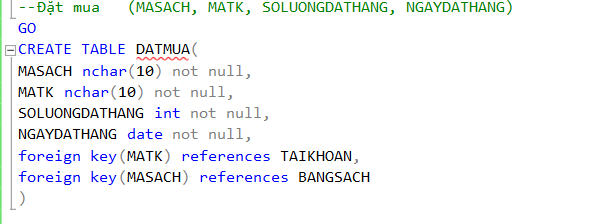 --Đặt mua   (MASACH, MATK, SOLUONGDATHANG, NGAYDATHANG)
GO
CREATE TABLE DATMUA(
MASACH nchar(10) not null,
MATK nchar(10) not null,
SOLUONGDATHANG int not null,
NGAYDATHANG date not null,
foreign key(MATK) references TAIKHOAN,
foreign key(MASACH) references BANGSACH
)